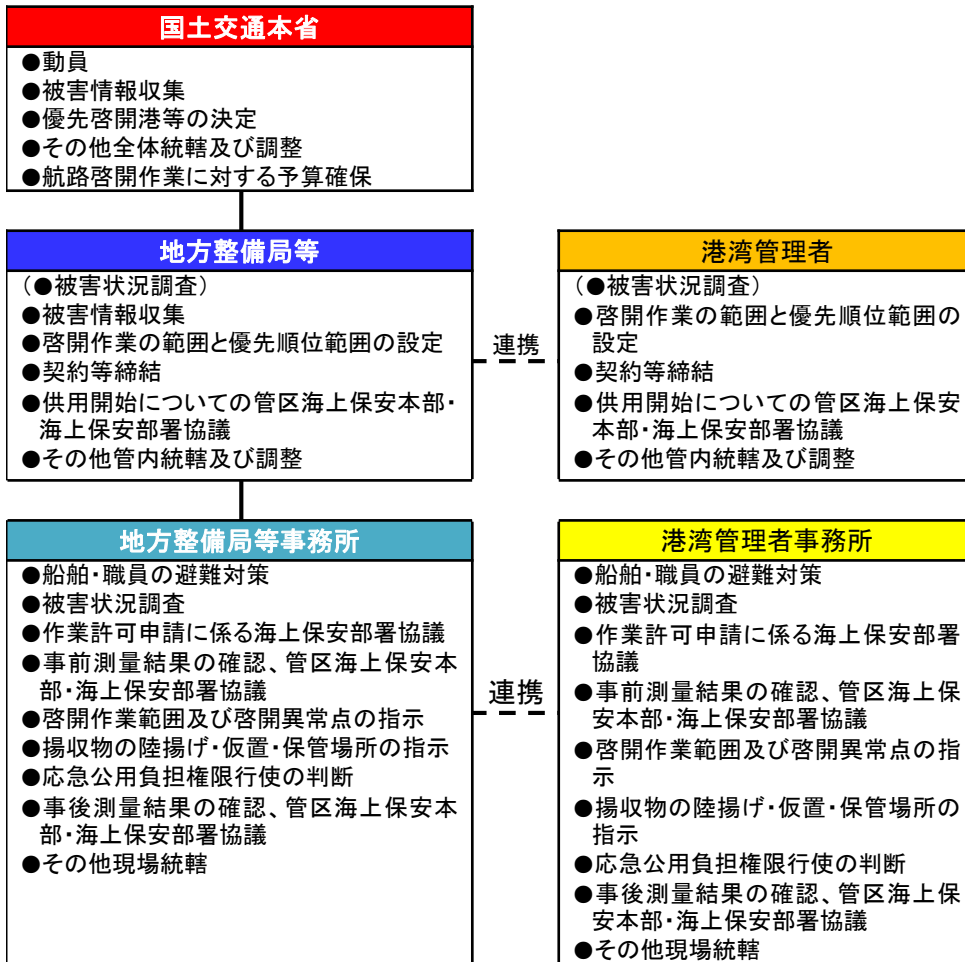 国土交通本省
●動員
●被害情報収集
●優先啓開港等の決定
●その他全体統轄及び調整
●航路啓開作業に対する予算確保
地方整備局等
(●被害状況調査)
●被害情報収集
●啓開作業の範囲と優先順位範囲の設定
●契約等締結
●供用開始についての管区海上保安本部・
海上保安部署協議
●その他管内統轄及び調整
連携
港湾管理者
(●被害状況調査)
●啓開作業の範囲と優先順位範囲の
設定
●契約等締結
●供用開始についての管区海上保安
本部・海上保安部署協議
●その他管内統轄及び調整
地方整備局等事務所
●船舶・職員の避難対策
●被害状況調査
●作業許可申請に係る海上保安部署協議
●事前測量結果の確認、管区海上保安本
部・海上保安部署協議
●啓開作業範囲及び啓開異常点の指示
●揚収物の陸揚げ・仮置・保管場所の指示
●応急公用負担権限行使の判断
●事後測量結果の確認、管区海上保安本
部・海上保安部署協議
●その他現場統轄
連携
港湾管理者事務所
●船舶・職員の避難対策
●被害状況調査
●作業許可申請に係る海上保安部署
協議
●事前測量結果の確認、管区海上保
安本部・海上保安部署協議
●啓開作業範囲及び啓開異常点の指
示
●揚収物の陸揚げ・仮置・保管場所の
指示
●応急公用負担権限行使の判断
●事後測量結果の確認、管区海上保
安本部・海上保安部署協議
●その他現場統轄